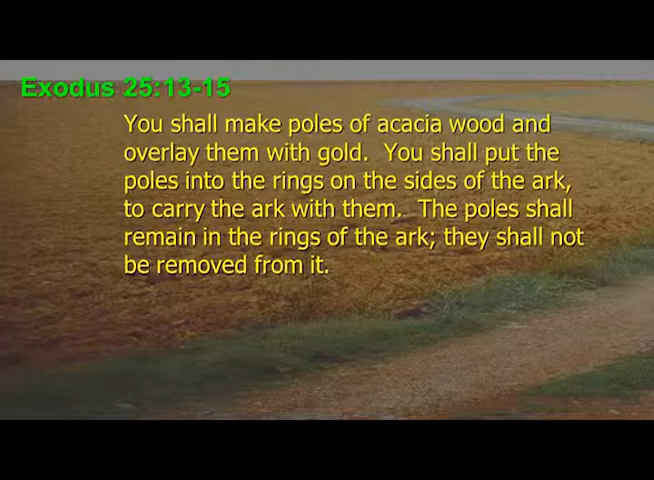 Exodus 25:13-15
You shall make poles of acacia wood and
overlay them with gold.  You shall put the
poles into the rings on the sides of the ark,
to carry the ark with them.  The poles shall
remain in the rings of the ark; they shall not
be removed from it.